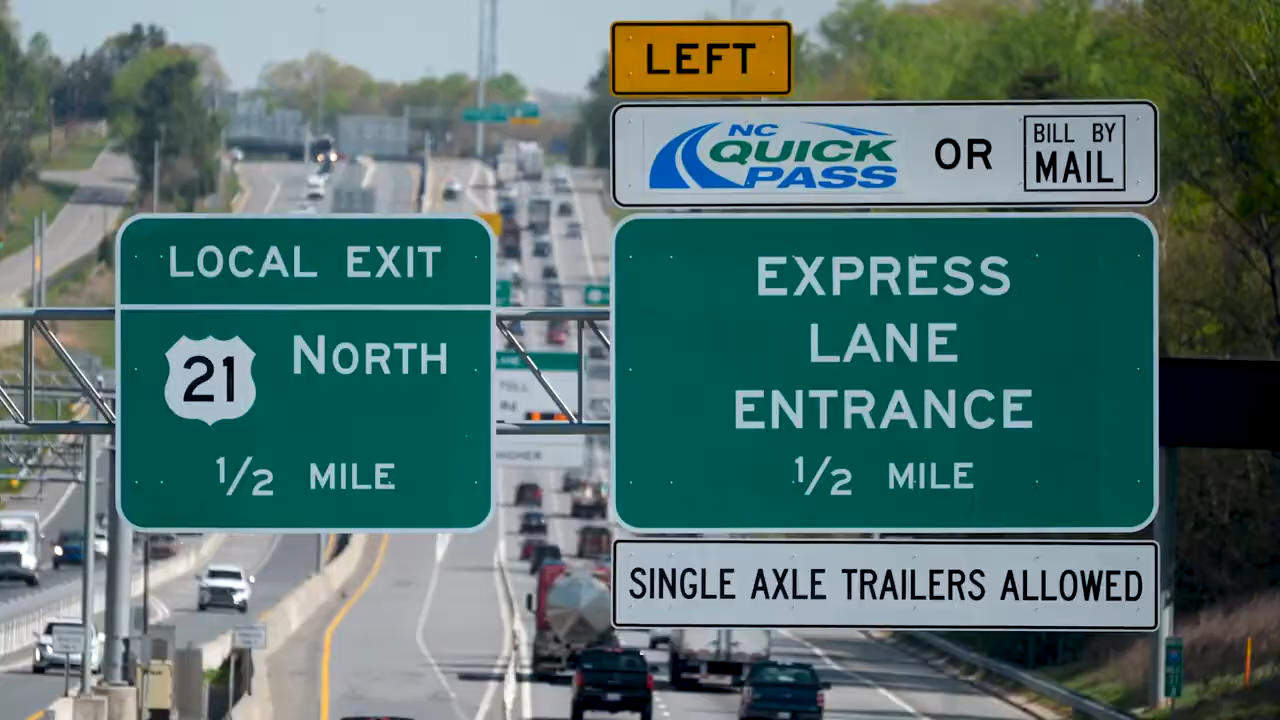 LEFT
NC
QUICK
PASS
OR
BILL BY
MAIL
LOCAL EXIT
21 NORTH
1/2 MILE
EXPRESS
LANE
ENTRANCE
1/2 MILE
SINGLE AXLE TRAILERS ALLOWED
TOLL